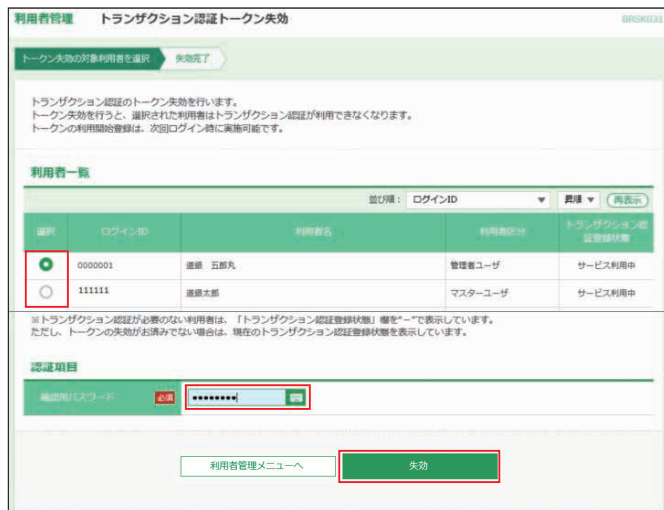 利用者管理 トランザクション認証トークン失効 BRSK031
トークン失効の対象利用者を選択 失効完了
トランザクション認証のトークン失効を行います。
トークン失効を行うと、選択された利用者はトランザクション認証が利用できなくなります。
トークンの利用開始登録は、次回ログイン時に実施可能です。
利用者一覧
並び順： ログインID 昇順 再表示
選択 ログインID 利用者名 利用者区分 トランザクション認証登録状態
0000001 道銀 五郎丸 管理者ユーザ サービス利用中
111111 道銀太郎 マスターユーザ サービス利用中
※トランザクション認証が必要のない利用者は、「トランザクション認証登録状態」欄を"－"で表示しています。
ただし、トークンの失効がお済みでない場合は、現在のトランザクション認証登録状態を表示しています。
認証項目
確認用パスワード 必須 ••••••••
利用者管理メニューへ 失効